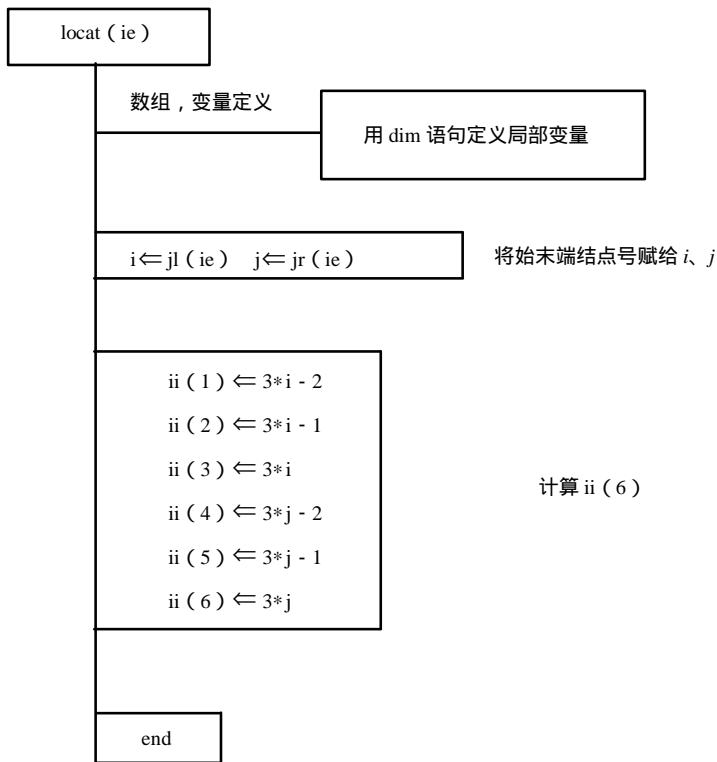 locat（ie）
数组，变量定义
用 dim 语句定义局部变量
i⇐jl（ie） j⇐jr（ie）
将始末端结点号赋给 i、j
ii（1）⇐ 3*i - 2
ii（2）⇐ 3*i - 1
ii（3）⇐ 3*i
ii（4）⇐ 3*j - 2
ii（5）⇐ 3*j - 1
ii（6）⇐ 3*j
计算 ii（6）
end